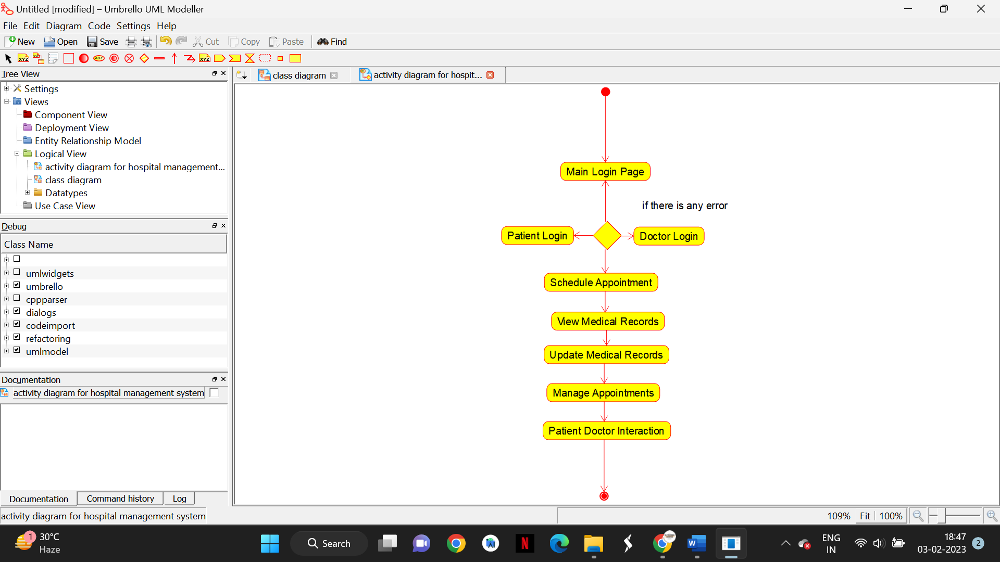 Untitled [modified] – Umbrello UML Modeller
File Edit Diagram Code Settings Help
New Open Save Cut Copy Paste Find
XYZ XYZ ABC XYZ
Tree View
class diagram
activity diagram for hospit...
Settings
Views
Component View
Deployment View
Entity Relationship Model
Logical View
activity diagram for hospital management...
class diagram
Datatypes
Use Case View
Debug
Class Name
umlwidgets
umbrello
cppparser
dialogs
codeimport
refactoring
umlmodel
Documentation
activity diagram for hospital management system
Documentation
Command history
Log
Main Login Page
if there is any error
Patient Login
Doctor Login
Schedule Appointment
View Medical Records
Update Medical Records
Manage Appointments
Patient Doctor Interaction
activity diagram for hospital management system
109% Fit 100%
1
30°C
Haze
Search
N
W
ENG
IN
18:47
03-02-2023
2